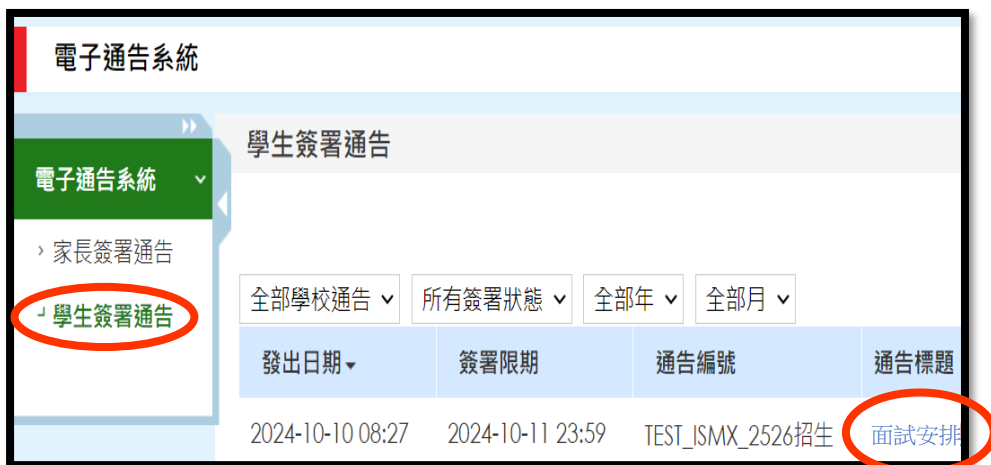 電子通告系統
學生簽署通告
電子通告系統
家長簽署通告
學生簽署通告
全部學校通告 所有簽署狀態 全部年 全部月
發出日期 簽署限期 通告編號 通告標題
2024-10-10 08:27 2024-10-11 23:59 TEST_ISMX_2526招生 面試安排